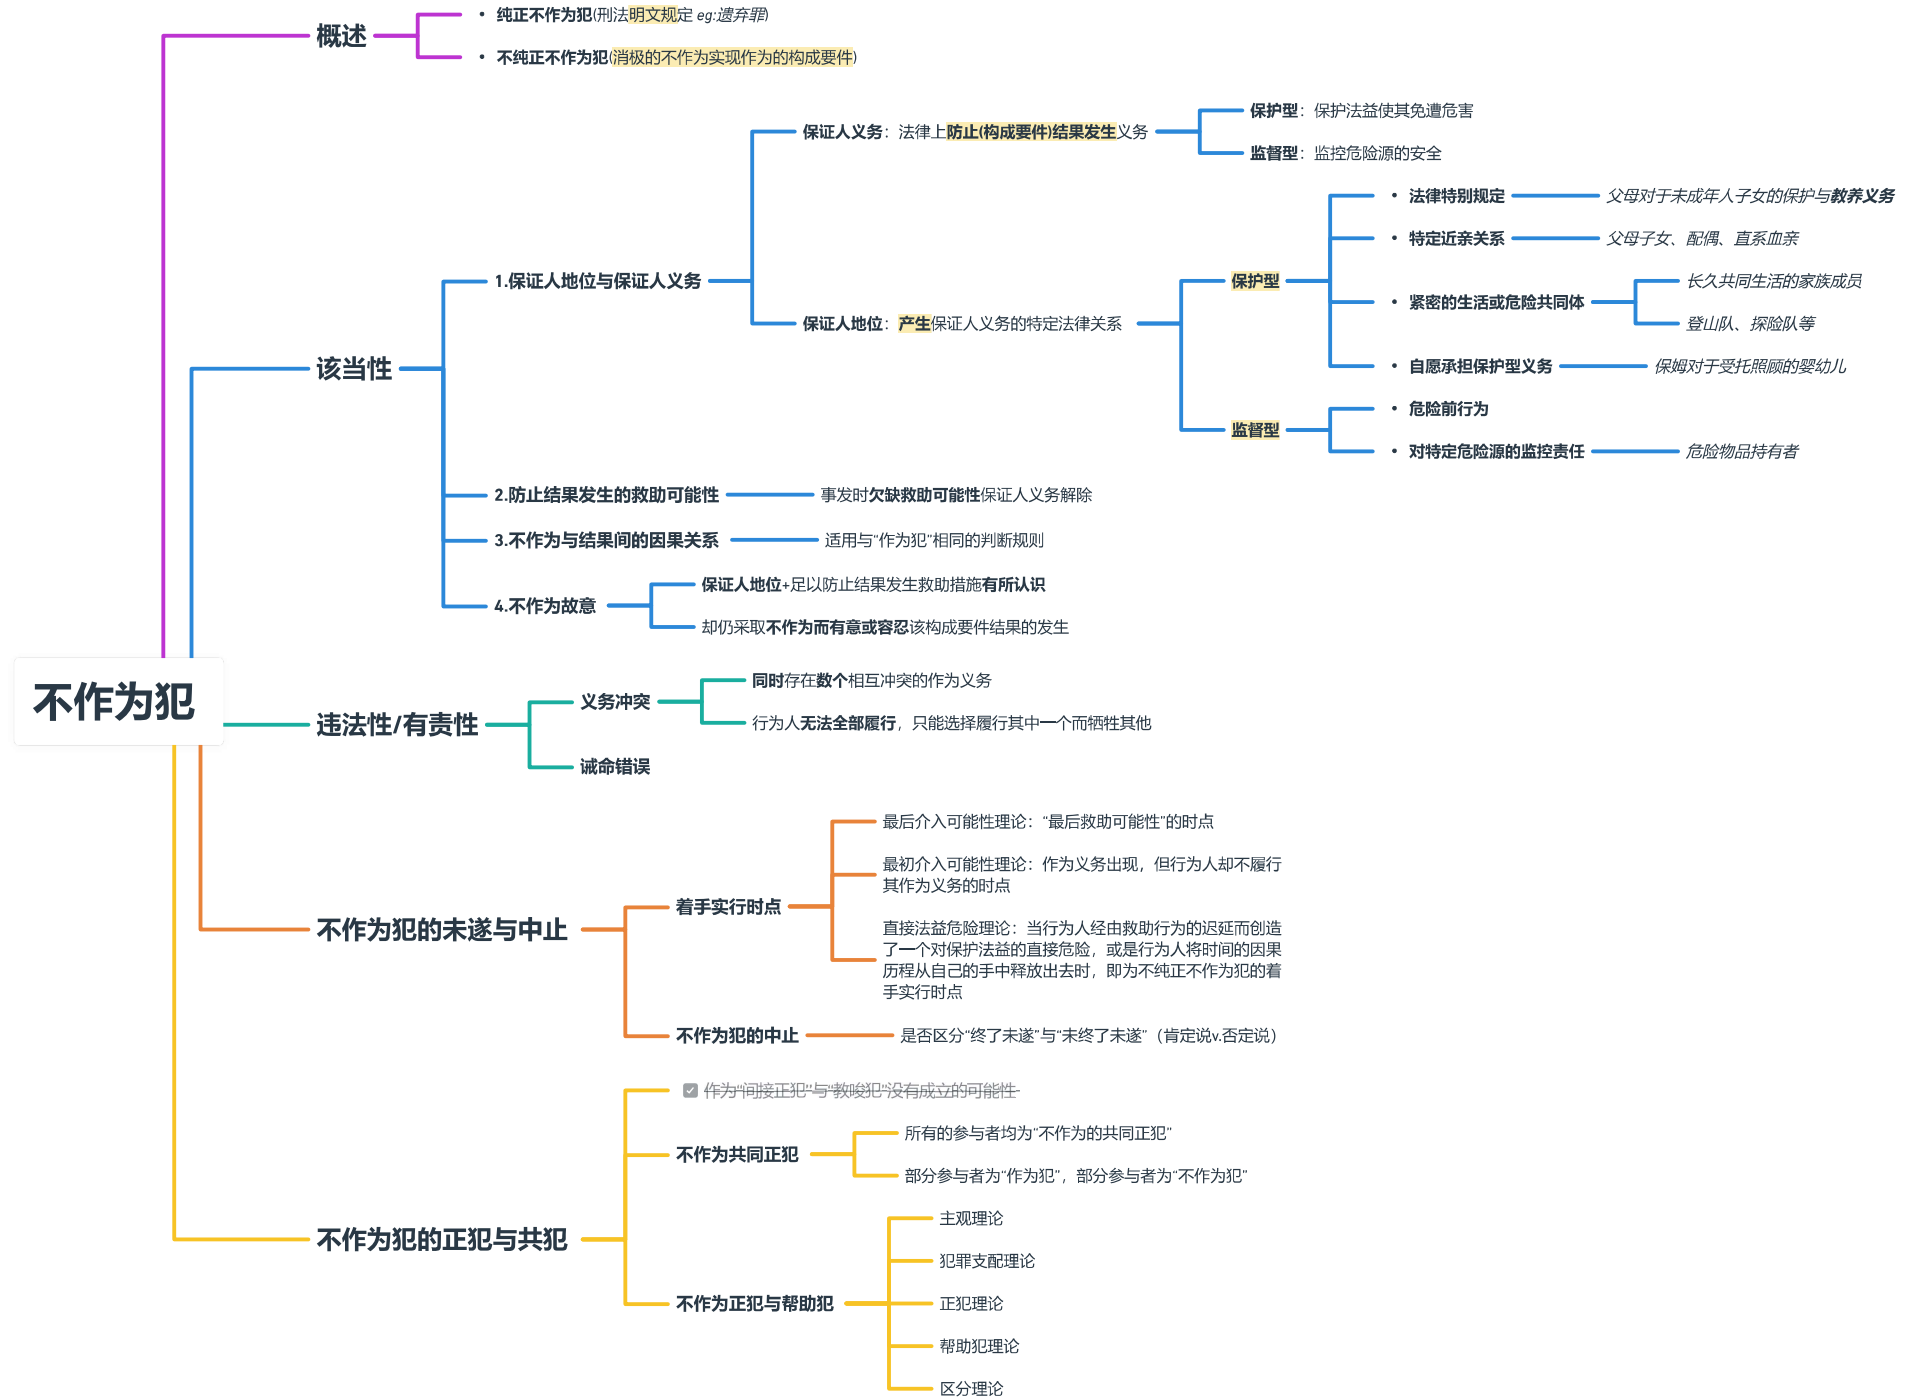 不作为犯
概述
• 纯正不作为犯(刑法明文规定 eg:遗弃罪)
• 不纯正不作为犯(消极的不作为实现作为的构成要件)
该当性
1.保证人地位与保证人义务
保证人义务：法律上防止(构成要件)结果发生义务
保护型：保护法益使其免遭危害
监督型：监控危险源的安全
保证人地位：产生保证人义务的特定法律关系
保护型
• 法律特别规定
父母对于未成年人子女的保护与教养义务
• 特定近亲关系
父母子女、配偶、直系血亲
• 紧密的生活或危险共同体
长久共同生活的家族成员
登山队、探险队等
• 自愿承担保护型义务
保姆对于受托照顾的婴幼儿
监督型
• 危险前行为
• 对特定危险源的监控责任
危险物品持有者
2.防止结果发生的救助可能性
事发时欠缺救助可能性保证人义务解除
3.不作为与结果间的因果关系
适用与“作为犯”相同的判断规则
4.不作为故意
保证人地位+足以防止结果发生救助措施有所认识
却仍采取不作为而有意或容忍该构成要件结果的发生
违法性/有责性
义务冲突
同时存在数个相互冲突的作为义务
行为人无法全部履行，只能选择履行其中一个而牺牲其他
诫命错误
不作为犯的未遂与中止
着手实行时点
最后介入可能性理论：“最后救助可能性”的时点
最初介入可能性理论：作为义务出现，但行为人却不履行
其作为义务的时点
直接法益危险理论：当行为人经由救助行为的迟延而创造
了一个对保护法益的直接危险，或是行为人将时间的因果
历程从自己的手中释放出去时，即为不纯正不作为犯的着
手实行时点
不作为犯的中止
是否区分“终了未遂”与“未终了未遂”（肯定说v.否定说）
不作为犯的正犯与共犯
作为“间接正犯”与“教唆犯”没有成立的可能性
不作为共同正犯
所有的参与者均为“不作为的共同正犯”
部分参与者为“作为犯”，部分参与者为“不作为犯”
不作为正犯与帮助犯
主观理论
犯罪支配理论
正犯理论
帮助犯理论
区分理论